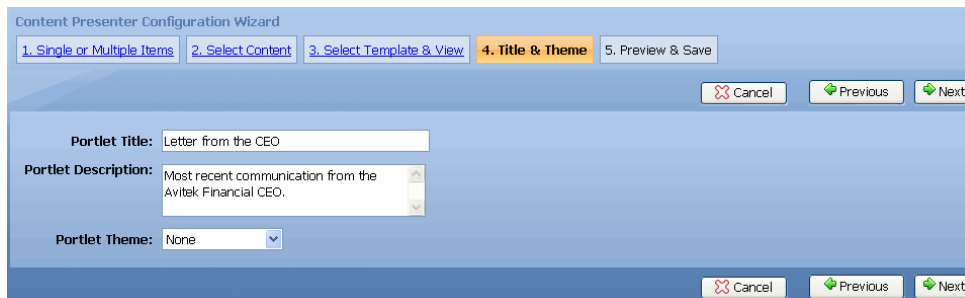 Content Presenter Configuration Wizard
1. Single or Multiple Items 2. Select Content 3. Select Template & View 4. Title & Theme 5. Preview & Save
Cancel Previous Next
Portlet Title: Letter from the CEO
Portlet Description: Most recent communication from the
Avitek Financial CEO.
Portlet Theme: None
Cancel Previous Next